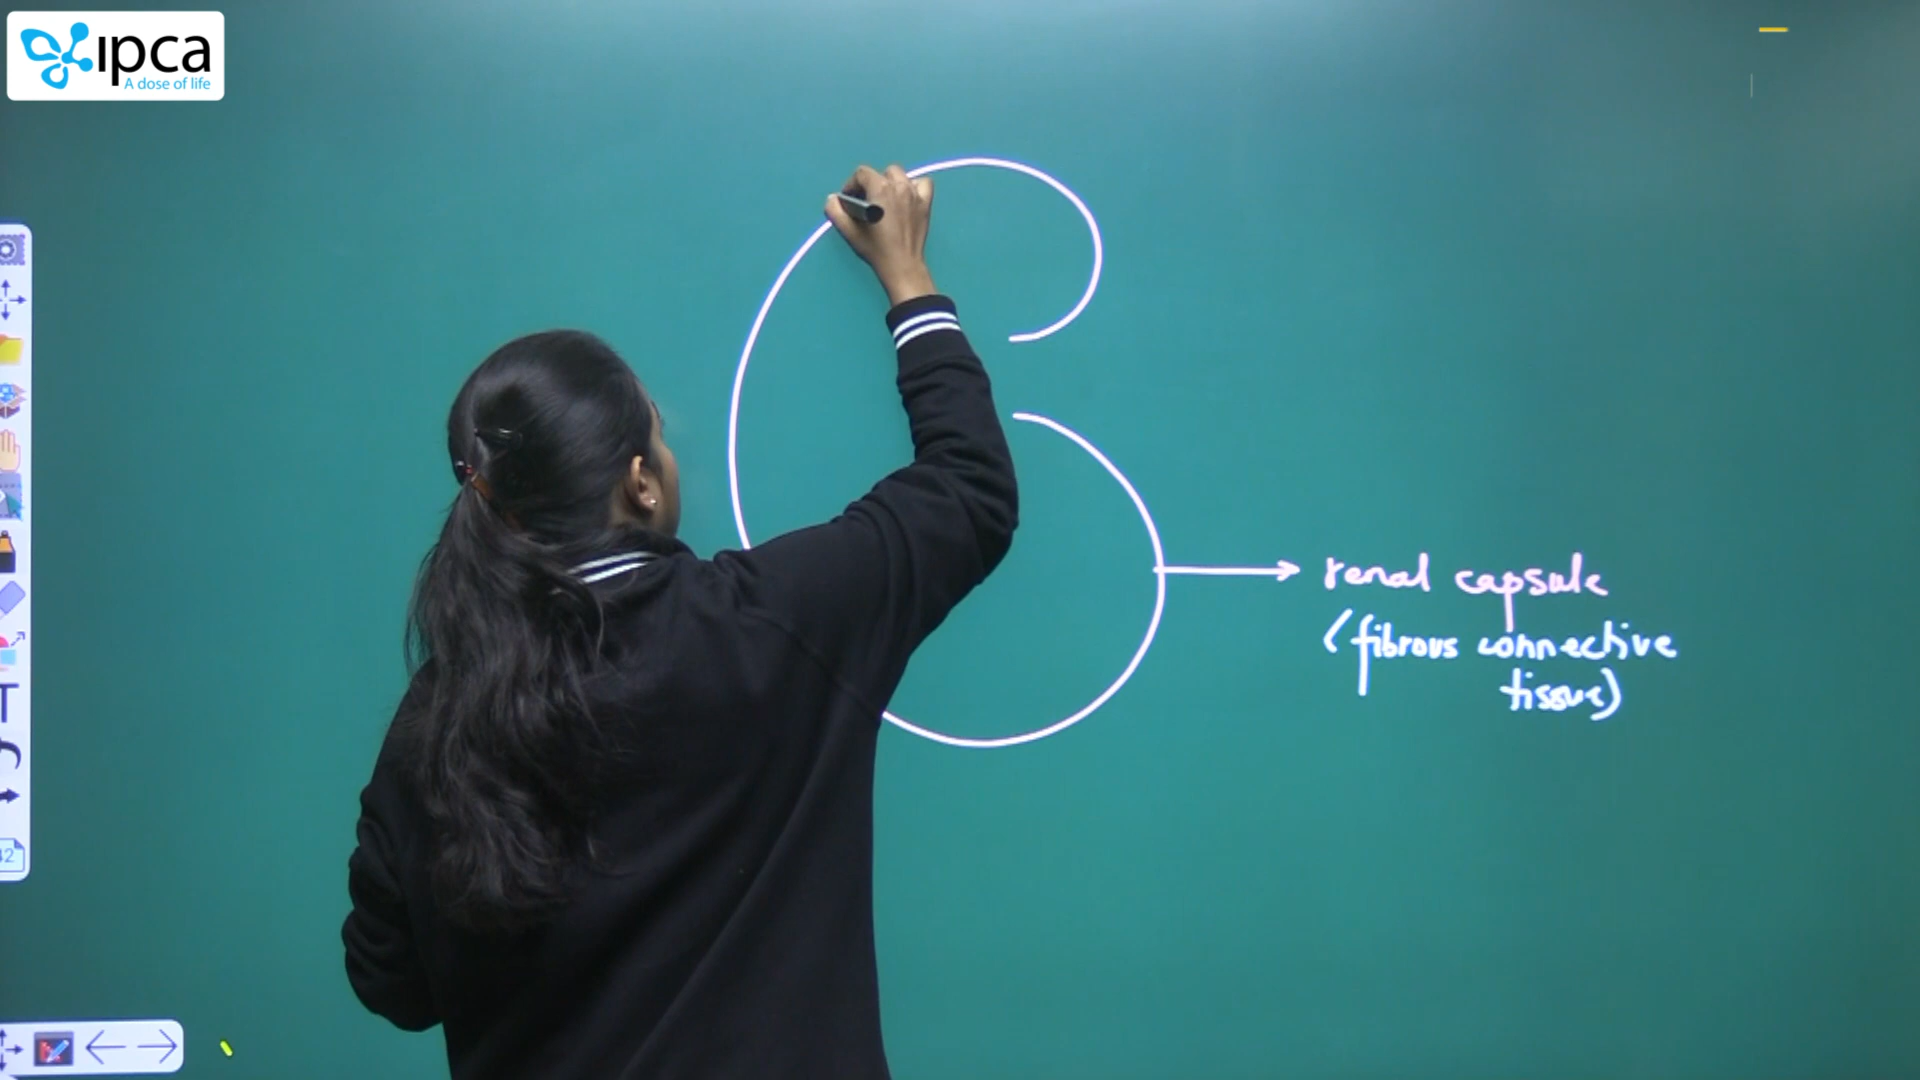 ipca
A dose of life
renal capsule
(fibrous connective
tissue)
T